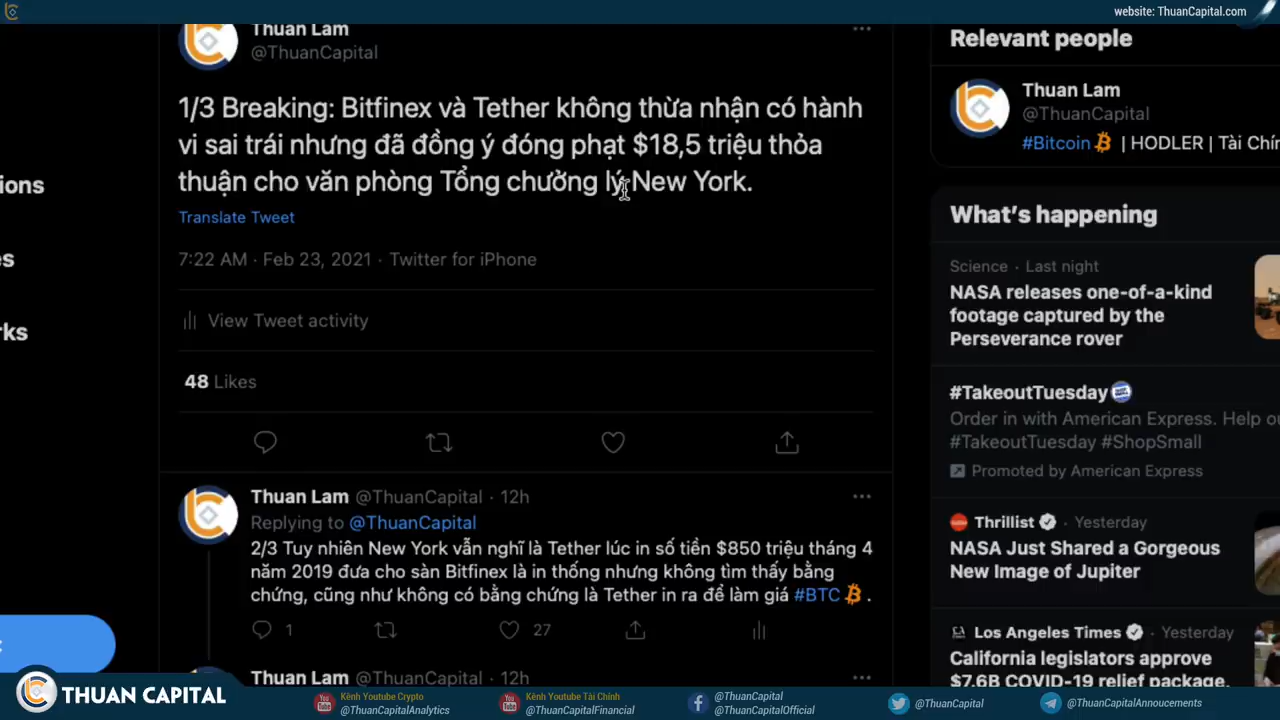 website: ThuanCapital.com
Thuan Lam
@ThuanCapital
1/3 Breaking: Bitfinex và Tether không thừa nhận có hành
vi sai trái nhưng đã đồng ý đóng phạt $18,5 triệu thỏa
thuận cho văn phòng Tổng chưởng lý New York.
Translate Tweet
7:22 AM · Feb 23, 2021 · Twitter for iPhone
View Tweet activity
48 Likes
Thuan Lam @ThuanCapital · 12h
Replying to @ThuanCapital
2/3 Tuy nhiên New York vẫn nghĩ là Tether lúc in số tiền $850 triệu tháng 4
năm 2019 đưa cho sàn Bitfinex là in thống nhưng không tìm thấy bằng
chứng, cũng như không có bằng chứng là Tether in ra để làm giá #BTC .
1
27
Thuan Lam @ThuanCapital · 12h
ions
es
rks
Relevant people
Thuan Lam
@ThuanCapital
#Bitcoin | HODLER | Tài Chín
What's happening
Science · Last night
NASA releases one-of-a-kind
footage captured by the
Perseverance rover
#TakeoutTuesday
Order in with American Express. Help ou
#TakeoutTuesday #ShopSmall
Promoted by American Express
Thrillist · Yesterday
NASA Just Shared a Gorgeous
New Image of Jupiter
Los Angeles Times · Yesterday
California legislators approve
$7.6B COVID-19 relief package,
THUAN CAPITAL
Kênh Youtube Crypto
@ThuanCapitalAnalytics
Kênh Youtube Tài Chính
@ThuanCapitalFinancial
@ThuanCapital
@ThuanCapitalOfficial
@ThuanCapital
@ThuanCapitalAnnoucements